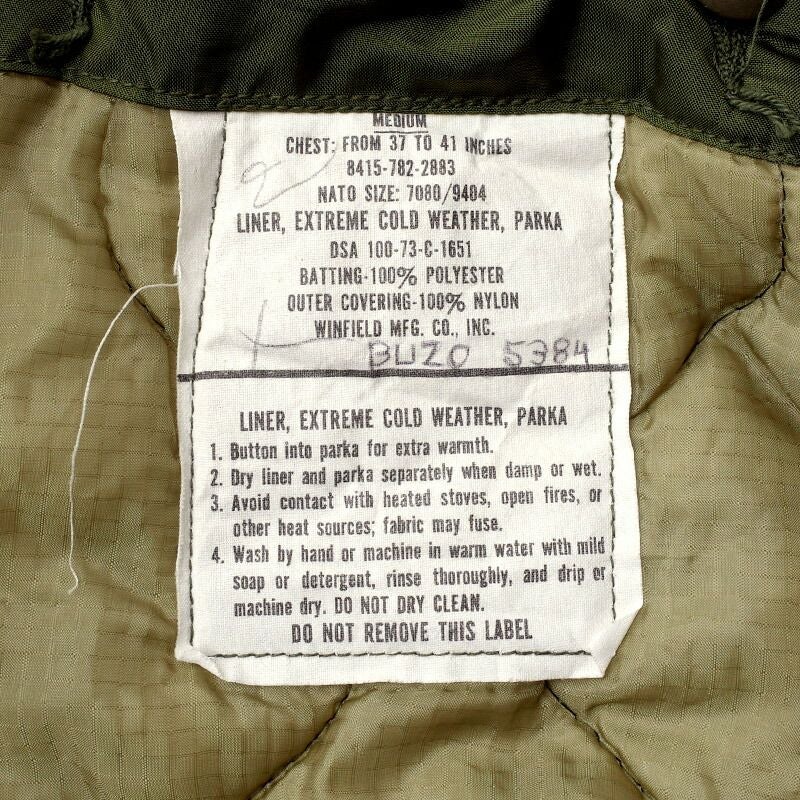 MEDIUM
CHEST: FROM 37 TO 41 INCHES
8415-782-2883
NATO SIZE: 7080/9404
LINER, EXTREME COLD WEATHER, PARKA
DSA 100-73-C-1651
BATTING-100% POLYESTER
OUTER COVERING-100% NYLON
WINFIELD MFG. CO., INC.
BUZO 5384
LINER, EXTREME COLD WEATHER, PARKA
1. Button into parka for extra warmth.
2. Dry liner and parka separately when damp or wet.
3. Avoid contact with heated stoves, open fires, or
other heat sources; fabric may fuse.
4. Wash by hand or machine in warm water with mild
soap or detergent, rinse thoroughly, and drip or
machine dry. DO NOT DRY CLEAN.
DO NOT REMOVE THIS LABEL